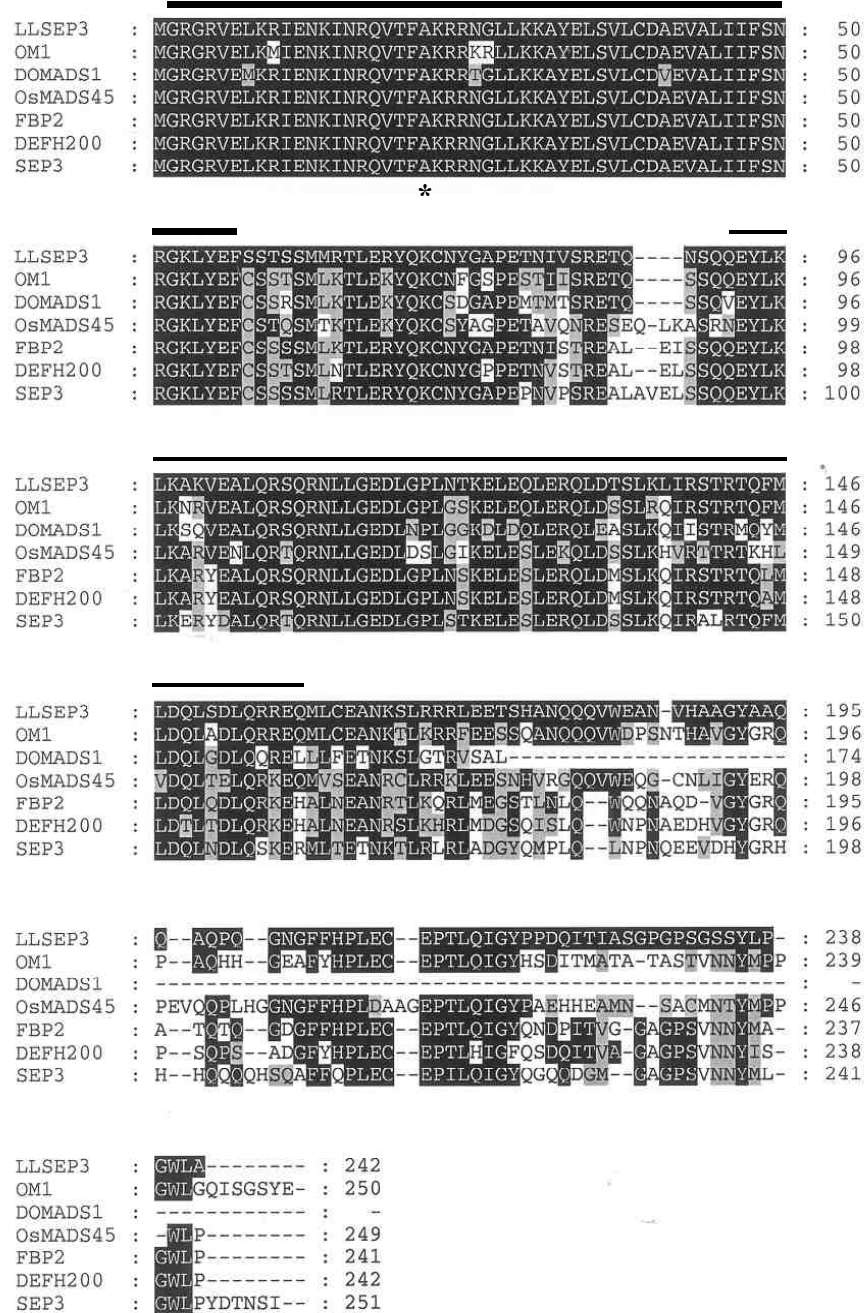 LLSEP3 : MGRGRVELKRIENKINRQVTFAKRRNGLLKKAYELSVLCDAEVALIIFSN : 50
OM1 : MGRGRVELKMIENKINRQVTFAKRRKRLLKKAYELSVLCDAEVALIIFSN : 50
DOMADS1 : MGRGRVEMKRIENKINRQVTFAKRRTGLLKKAYELSVLCDVEVALIIFSN : 50
OsMADS45 : MGRGRVELKRIENKINRQVTFAKRRNGLLKKAYELSVLCDAEVALIIFSN : 50
FBP2 : MGRGRVELKRIENKINRQVTFAKRRNGLLKKAYELSVLCDAEVALIIFSN : 50
DEFH200 : MGRGRVELKRIENKINRQVTFAKRRNGLLKKAYELSVLCDAEVALIIFSN : 50
SEP3 : MGRGRVELKRIENKINRQVTFAKRRNGLLKKAYELSVLCDAEVALIIFSN : 50
*
LLSEP3 : RGKLYEFSSTSSMMRTLERYQKCNYGAPETNIVSRETQ----NSQQEYLK : 96
OM1 : RGKLYEFCSSTSMLKTLEKYQKCNFGSPESTIISRETQ----SSQQEYLK : 96
DOMADS1 : RGKLYEFCSSRSMLKTLEKYQKCSDGAPEMTMTSRETQ----SSQVEYLK : 96
OsMADS45 : RGKLYEFCSTQSMTKTLEKYQKCSYAGPETAVQNRESEQ-LKASRNEYLK : 99
FBP2 : RGKLYEFCSSSSMLKTLERYQKCNYGAPETNISTREAL--EISSQQEYLK : 98
DEFH200 : RGKLYEFCSSTSMLNTLERYQKCNYGPPETNVSTREAL--ELSSQQEYLK : 98
SEP3 : RGKLYEFCSSSSMLRTLERYQKCNYGAPEPNVPSREALAVELSSQQEYLK : 100
LLSEP3 : LKAKVEALQRSQRNLLGEDLGPLNTKELEQLERQLDTSLKLIRSTRTQFM : 146
OM1 : LKNRVEALQRSQRNLLGEDLGPLGSKELEQLERQLDSSLRQIRSTRTQFM : 146
DOMADS1 : LKSQVEALQRSQRNLLGEDLNPLGGKDLDQLERQLEASLKQIISTRMQYM : 146
OsMADS45 : LKARVENLQRTQRNLLGEDLDSLGIKELESLEKQLDSSLKHVRTTRTKHL : 149
FBP2 : LKARYEALQRSQRNLLGEDLGPLNSKELESLERQLDMSLKQIRSTRTQLM : 148
DEFH200 : LKARYEALQRSQRNLLGEDLGPLNSKELESLERQLDMSLKQIRSTRTQAM : 148
SEP3 : LKERYDALQRTQRNLLGEDLGPLSTKELESLERQLDSSLKQIRALRTQFM : 150
LLSEP3 : LDQLSDLQRREQMLCEANKSLRRRLEETSHANQQQVWEAN-VHAAGYAAQ : 195
OM1 : LDQLADLQRREQMLCEANKTLKRRFEESSQANQQQVWDPSNTHAVGYGRQ : 196
DOMADS1 : LDQLGDLQQRELLLFETNKSLGTRVSAL---------------------- : 174
OsMADS45 : VDQLTELQRKEQMVSEANRCLRRKLEESNHVRGQQVWEQG-CNLIGYERQ : 198
FBP2 : LDQLQDLQRKEHALNEANRTLKQRLMEGSTLNLQ--WQQNAQD-VGYGRQ : 195
DEFH200 : LDTLTDLQRKEHALNEANRSLKHRLMDGSQISLQ--WNPNAEDHVGYGRQ : 196
SEP3 : LDQLNDLQSKERMLTETNKTLRLRLADGYQMPLQ--LNPNQEEVDHYGRH : 198
LLSEP3 : Q--AQPQ--GNGFFHPLEC--EPTLQIGYPPDQITIASGPGPSGSSYLP- : 238
OM1 : P--AQHH--GEAFYHPLEC--EPTLQIGYHSDITMATA-TASTVNNYMPP : 239
DOMADS1 : -------------------------------------------------- : -
OsMADS45 : PEVQQPLHGGNGFFHPLDAAGEPTLQIGYPAEHHEAMN--SACMNTYMPP : 246
FBP2 : A--TQTQ--GDGFFHPLEC--EPTLQIGYQNDPITVG-GAGPSVNNYMA- : 237
DEFH200 : P--SQPS--ADGFYHPLEC--EPTLHIGFQSDQITVA-GAGPSVNNYIS- : 238
SEP3 : H--HQQQQHSQAFFQPLEC--EPILQIGYQGQQDGM--GAGPSVNNYML- : 241
LLSEP3 : GWLA-------- : 242
OM1 : GWLGQISGSYE- : 250
DOMADS1 : ------------ : -
OsMADS45 : -WLP-------- : 249
FBP2 : GWLP-------- : 241
DEFH200 : GWLP-------- : 242
SEP3 : GWLPYDTNSI-- : 251